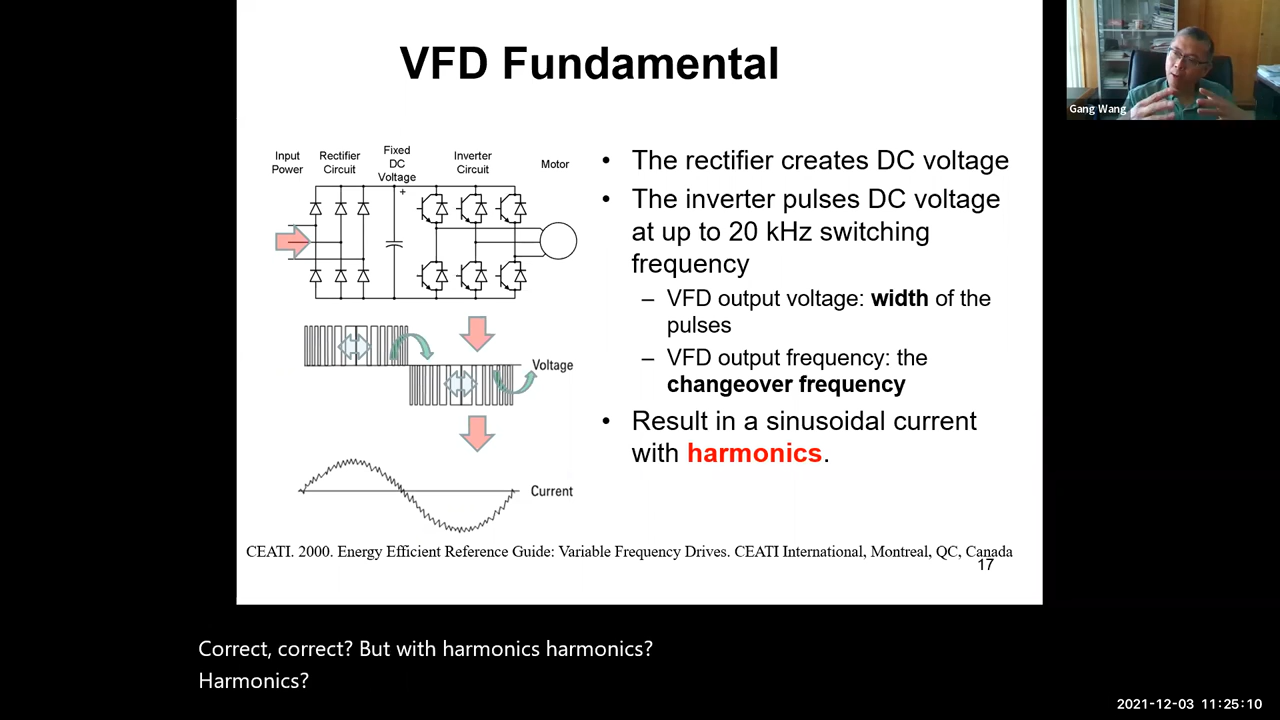 VFD Fundamental
Gang Wang
Input
Power
Rectifier
Circuit
Fixed
DC
Voltage
+
Inverter
Circuit
Motor
Voltage
Current
• The rectifier creates DC voltage
• The inverter pulses DC voltage
at up to 20 kHz switching
frequency
– VFD output voltage: width of the
pulses
– VFD output frequency: the
changeover frequency
• Result in a sinusoidal current
with harmonics.
CEATI. 2000. Energy Efficient Reference Guide: Variable Frequency Drives. CEATI International, Montreal, QC, Canada
17
Correct, correct? But with harmonics harmonics?
Harmonics?
2021-12-03 11:25:10